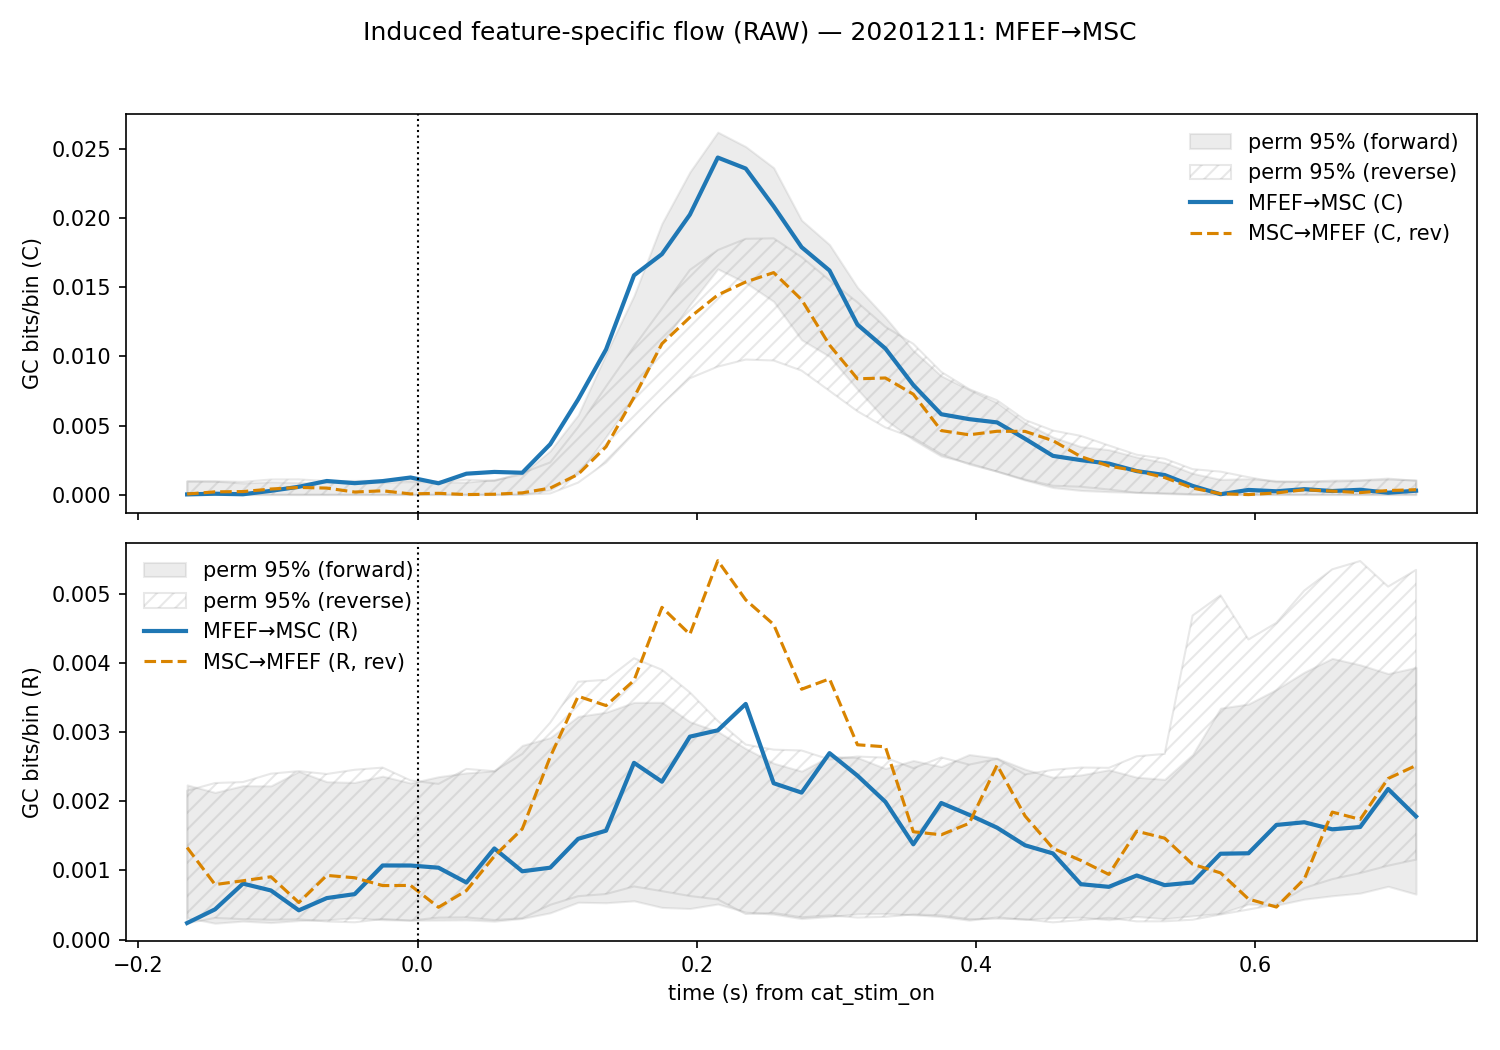 Induced feature-specific flow (RAW) — 20201211: MFEF→MSC
GC bits/bin (C)
0.025
0.020
0.015
0.010
0.005
0.000
perm 95% (forward)
perm 95% (reverse)
MFEF→MSC (C)
MSC→MFEF (C, rev)
GC bits/bin (R)
0.005
0.004
0.003
0.002
0.001
0.000
perm 95% (forward)
perm 95% (reverse)
MFEF→MSC (R)
MSC→MFEF (R, rev)
−0.2
0.0
0.2
0.4
0.6
time (s) from cat_stim_on